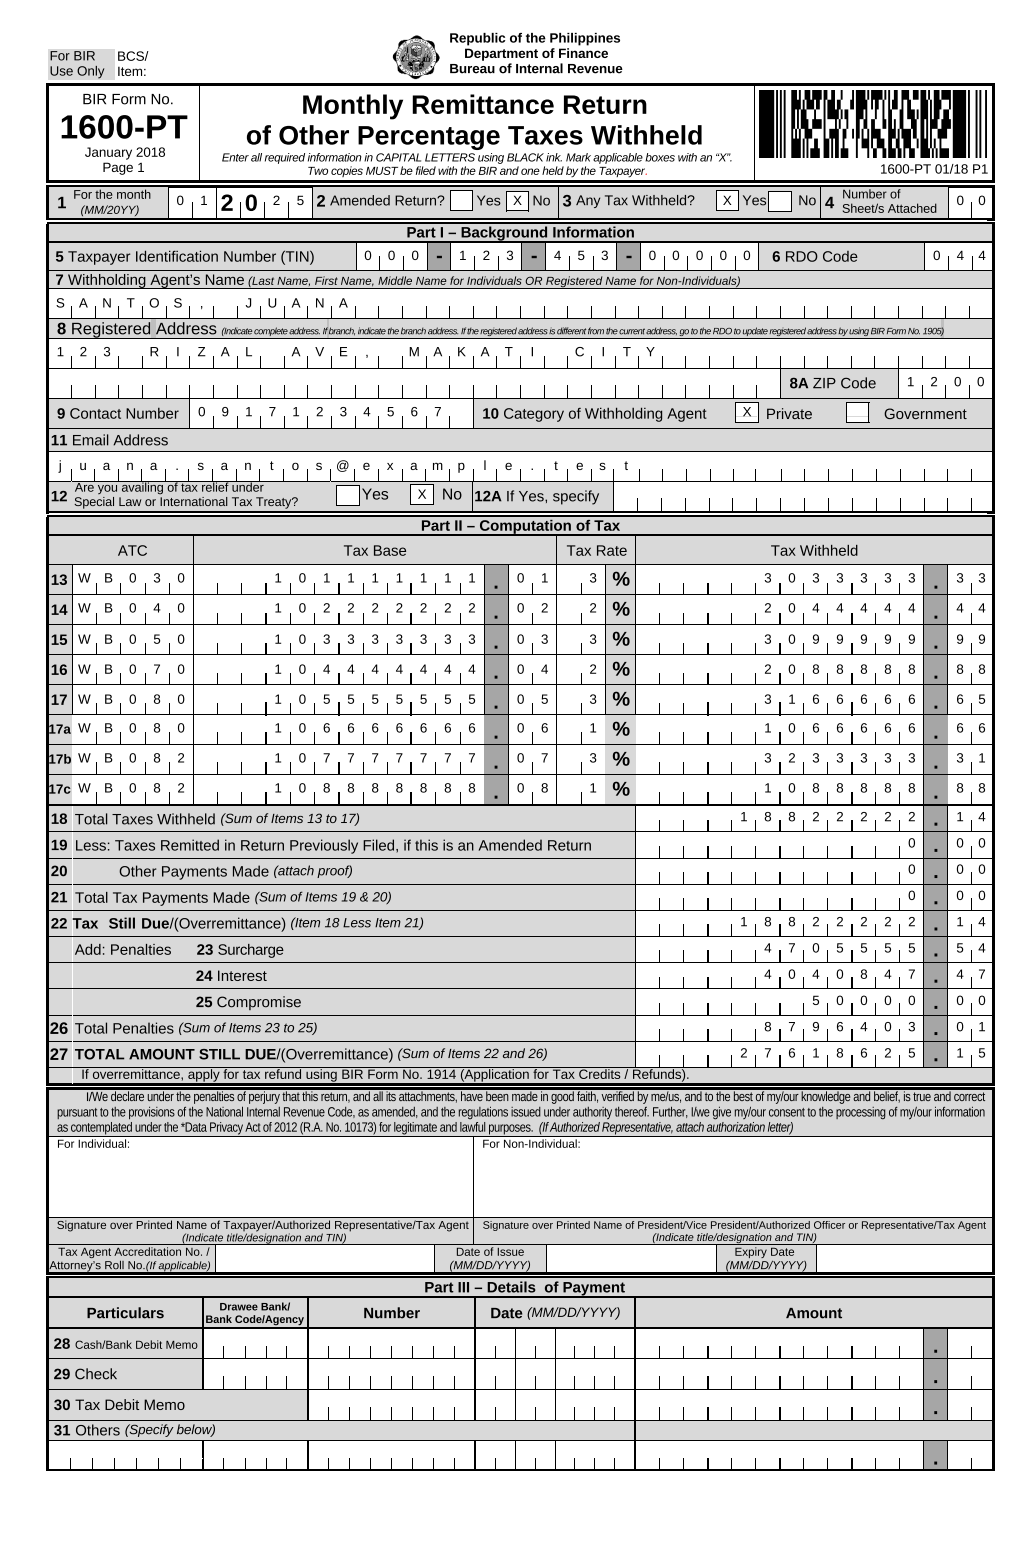 For BIR Use Only BCS/ Item:
Republic of the Philippines
Department of Finance
Bureau of Internal Revenue
BIR Form No.
1600-PT
January 2018
Page 1
Monthly Remittance Return
of Other Percentage Taxes Withheld
Enter all required information in CAPITAL LETTERS using BLACK ink. Mark applicable boxes with an “X”.
Two copies MUST be filed with the BIR and one held by the Taxpayer.
1600-PT 01/18 P1
1 For the month (MM/20YY) 0 1 2 0 2 5 2 Amended Return? Yes X No 3 Any Tax Withheld? X Yes No 4 Number of Sheet/s Attached 0 0
Part I – Background Information
5 Taxpayer Identification Number (TIN) 0 0 0 - 1 2 3 - 4 5 3 - 0 0 0 0 0 6 RDO Code 0 4 4
7 Withholding Agent’s Name (Last Name, First Name, Middle Name for Individuals OR Registered Name for Non-Individuals)
SANTOS, JUANA
8 Registered Address (Indicate complete address. If branch, indicate the branch address. If the registered address is different from the current address, go to the RDO to update registered address by using BIR Form No. 1905)
123 RIZAL AVE, MAKATI CITY
8A ZIP Code 1 2 0 0
9 Contact Number 0 9 1 7 1 2 3 4 5 6 7 10 Category of Withholding Agent X Private Government
11 Email Address
juana.santos@example.test
12 Are you availing of tax relief under Special Law or International Tax Treaty? Yes X No 12A If Yes, specify
Part II – Computation of Tax
ATC Tax Base Tax Rate Tax Withheld
13 W B 0 3 0 1 0 1 1 1 1 1 1 1 . 0 1 3 % 3 0 3 3 3 3 3 . 3 3
14 W B 0 4 0 1 0 2 2 2 2 2 2 2 . 0 2 2 % 2 0 4 4 4 4 4 . 4 4
15 W B 0 5 0 1 0 3 3 3 3 3 3 3 . 0 3 3 % 3 0 9 9 9 9 9 . 9 9
16 W B 0 7 0 1 0 4 4 4 4 4 4 4 . 0 4 2 % 2 0 8 8 8 8 8 . 8 8
17 W B 0 8 0 1 0 5 5 5 5 5 5 5 . 0 5 3 % 3 1 6 6 6 6 6 . 6 5
17a W B 0 8 0 1 0 6 6 6 6 6 6 6 . 0 6 1 % 1 0 6 6 6 6 6 . 6 6
17b W B 0 8 2 1 0 7 7 7 7 7 7 7 . 0 7 3 % 3 2 3 3 3 3 3 . 3 1
17c W B 0 8 2 1 0 8 8 8 8 8 8 8 . 0 8 1 % 1 0 8 8 8 8 8 . 8 8
18 Total Taxes Withheld (Sum of Items 13 to 17) 1 8 8 2 2 2 2 2 . 1 4
19 Less: Taxes Remitted in Return Previously Filed, if this is an Amended Return 0 . 0 0
20 Other Payments Made (attach proof) 0 . 0 0
21 Total Tax Payments Made (Sum of Items 19 & 20) 0 . 0 0
22 Tax Still Due/(Overremittance) (Item 18 Less Item 21) 1 8 8 2 2 2 2 2 . 1 4
Add: Penalties 23 Surcharge 4 7 0 5 5 5 5 . 5 4
24 Interest 4 0 4 0 8 4 7 . 4 7
25 Compromise 5 0 0 0 0 . 0 0
26 Total Penalties (Sum of Items 23 to 25) 8 7 9 6 4 0 3 . 0 1
27 TOTAL AMOUNT STILL DUE/(Overremittance) (Sum of Items 22 and 26) 2 7 6 1 8 6 2 5 . 1 5
If overremittance, apply for tax refund using BIR Form No. 1914 (Application for Tax Credits / Refunds).
I/We declare under the penalties of perjury that this return, and all its attachments, have been made in good faith, verified by me/us, and to the best of my/our knowledge and belief, is true and correct
pursuant to the provisions of the National Internal Revenue Code, as amended, and the regulations issued under authority thereof. Further, I/we give my/our consent to the processing of my/our information
as contemplated under the *Data Privacy Act of 2012 (R.A. No. 10173) for legitimate and lawful purposes. (If Authorized Representative, attach authorization letter)
For Individual: For Non-Individual:
Signature over Printed Name of Taxpayer/Authorized Representative/Tax Agent Signature over Printed Name of President/Vice President/Authorized Officer or Representative/Tax Agent
(Indicate title/designation and TIN) (Indicate title/designation and TIN)
Tax Agent Accreditation No. / Date of Issue Expiry Date
Attorney’s Roll No.(If applicable) (MM/DD/YYYY) (MM/DD/YYYY)
Part III – Details of Payment
Particulars Drawee Bank/ Bank Code/Agency Number Date (MM/DD/YYYY) Amount
28 Cash/Bank Debit Memo .
29 Check .
30 Tax Debit Memo .
31 Others (Specify below)
.